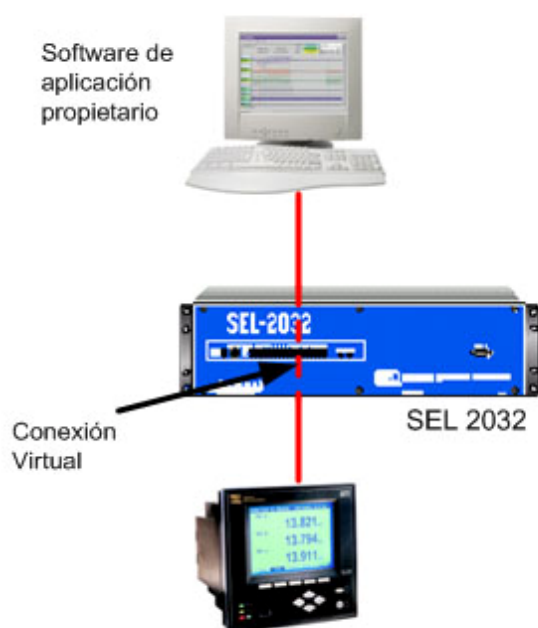 Software de
aplicación
propietario
SEL-2032
SEL 2032
Conexión
Virtual
13.821
13.794
13.911